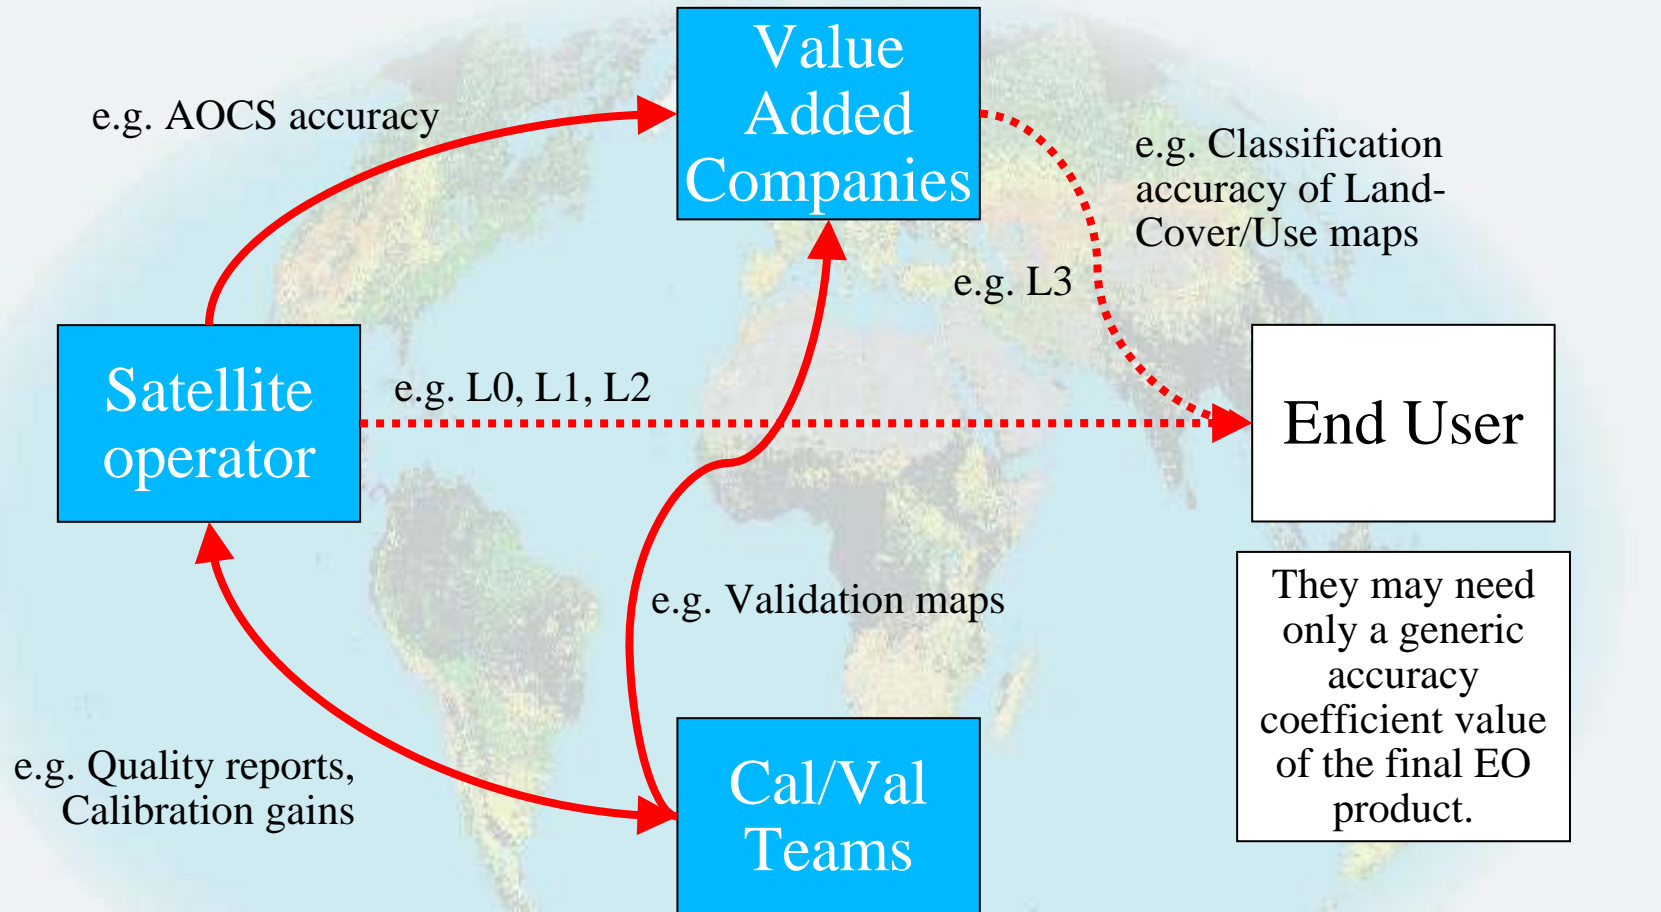 Value
Added
Companies
e.g. AOCS accuracy
e.g. Classification
accuracy of Land-
Cover/Use maps
e.g. L3
Satellite
operator
e.g. L0, L1, L2
End User
e.g. Validation maps
They may need
only a generic
accuracy
coefficient value
of the final EO
product.
e.g. Quality reports,
Calibration gains
Cal/Val
Teams